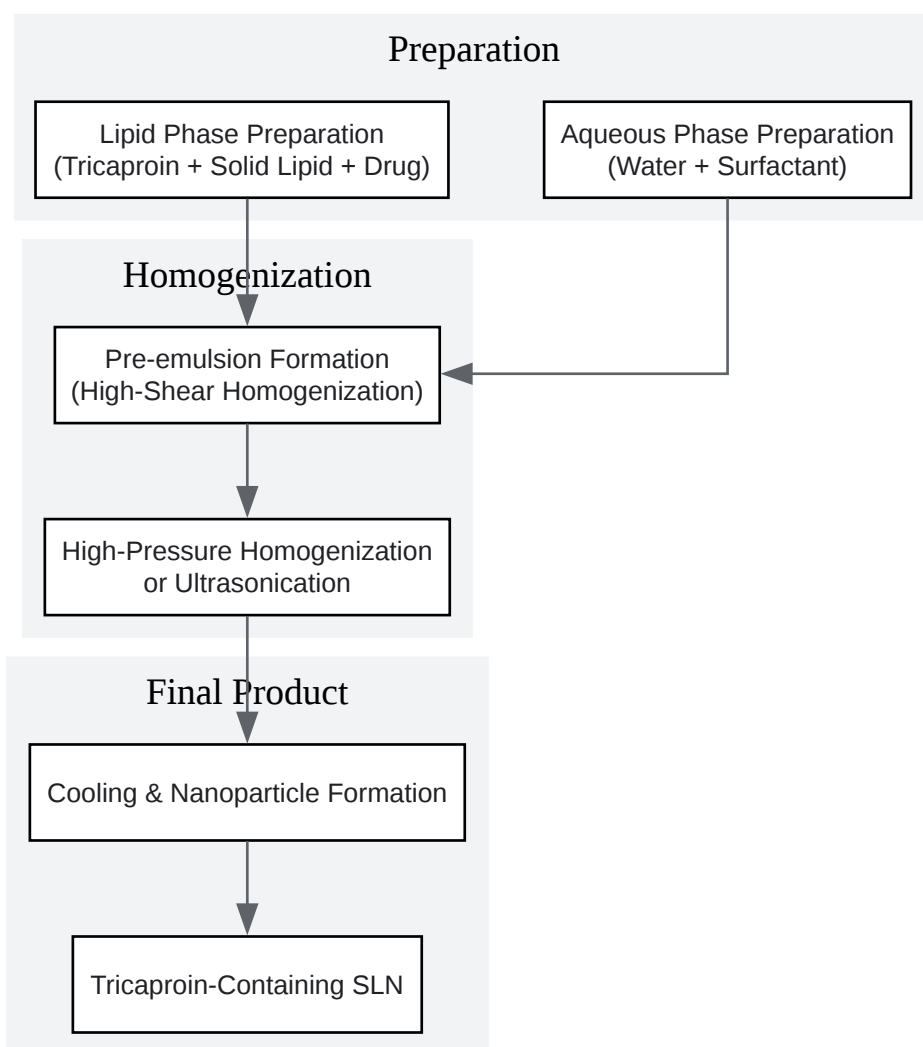 Preparation
Lipid Phase Preparation
(Tricaproin + Solid Lipid + Drug)
Aqueous Phase Preparation
(Water + Surfactant)
Homogenization
Pre-emulsion Formation
(High-Shear Homogenization)
High-Pressure Homogenization
or Ultrasonication
Final Product
Cooling & Nanoparticle Formation
Tricaproin-Containing SLN